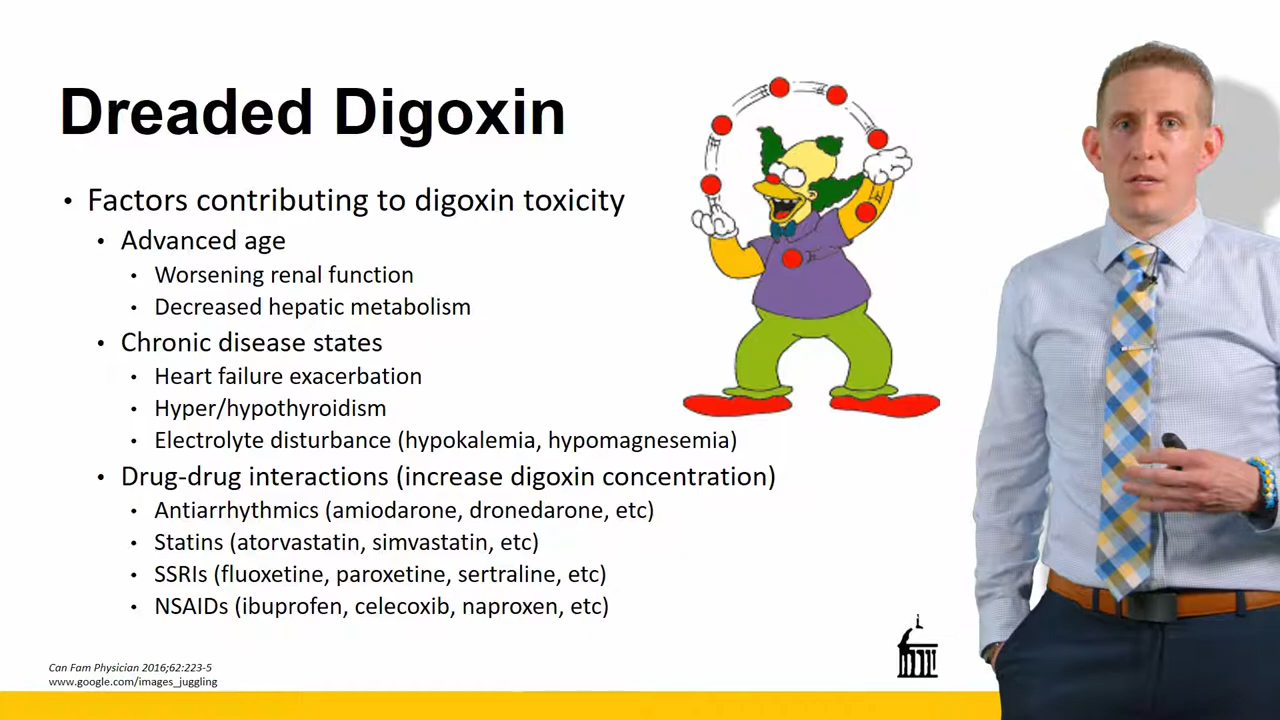 Dreaded Digoxin
• Factors contributing to digoxin toxicity
• Advanced age
• Worsening renal function
• Decreased hepatic metabolism
• Chronic disease states
• Heart failure exacerbation
• Hyper/hypothyroidism
• Electrolyte disturbance (hypokalemia, hypomagnesemia)
• Drug-drug interactions (increase digoxin concentration)
• Antiarrhythmics (amiodarone, dronedarone, etc)
• Statins (atorvastatin, simvastatin, etc)
• SSRIs (fluoxetine, paroxetine, sertraline, etc)
• NSAIDs (ibuprofen, celecoxib, naproxen, etc)
Can Fam Physician 2016;62:223-5
www.google.com/images_juggling